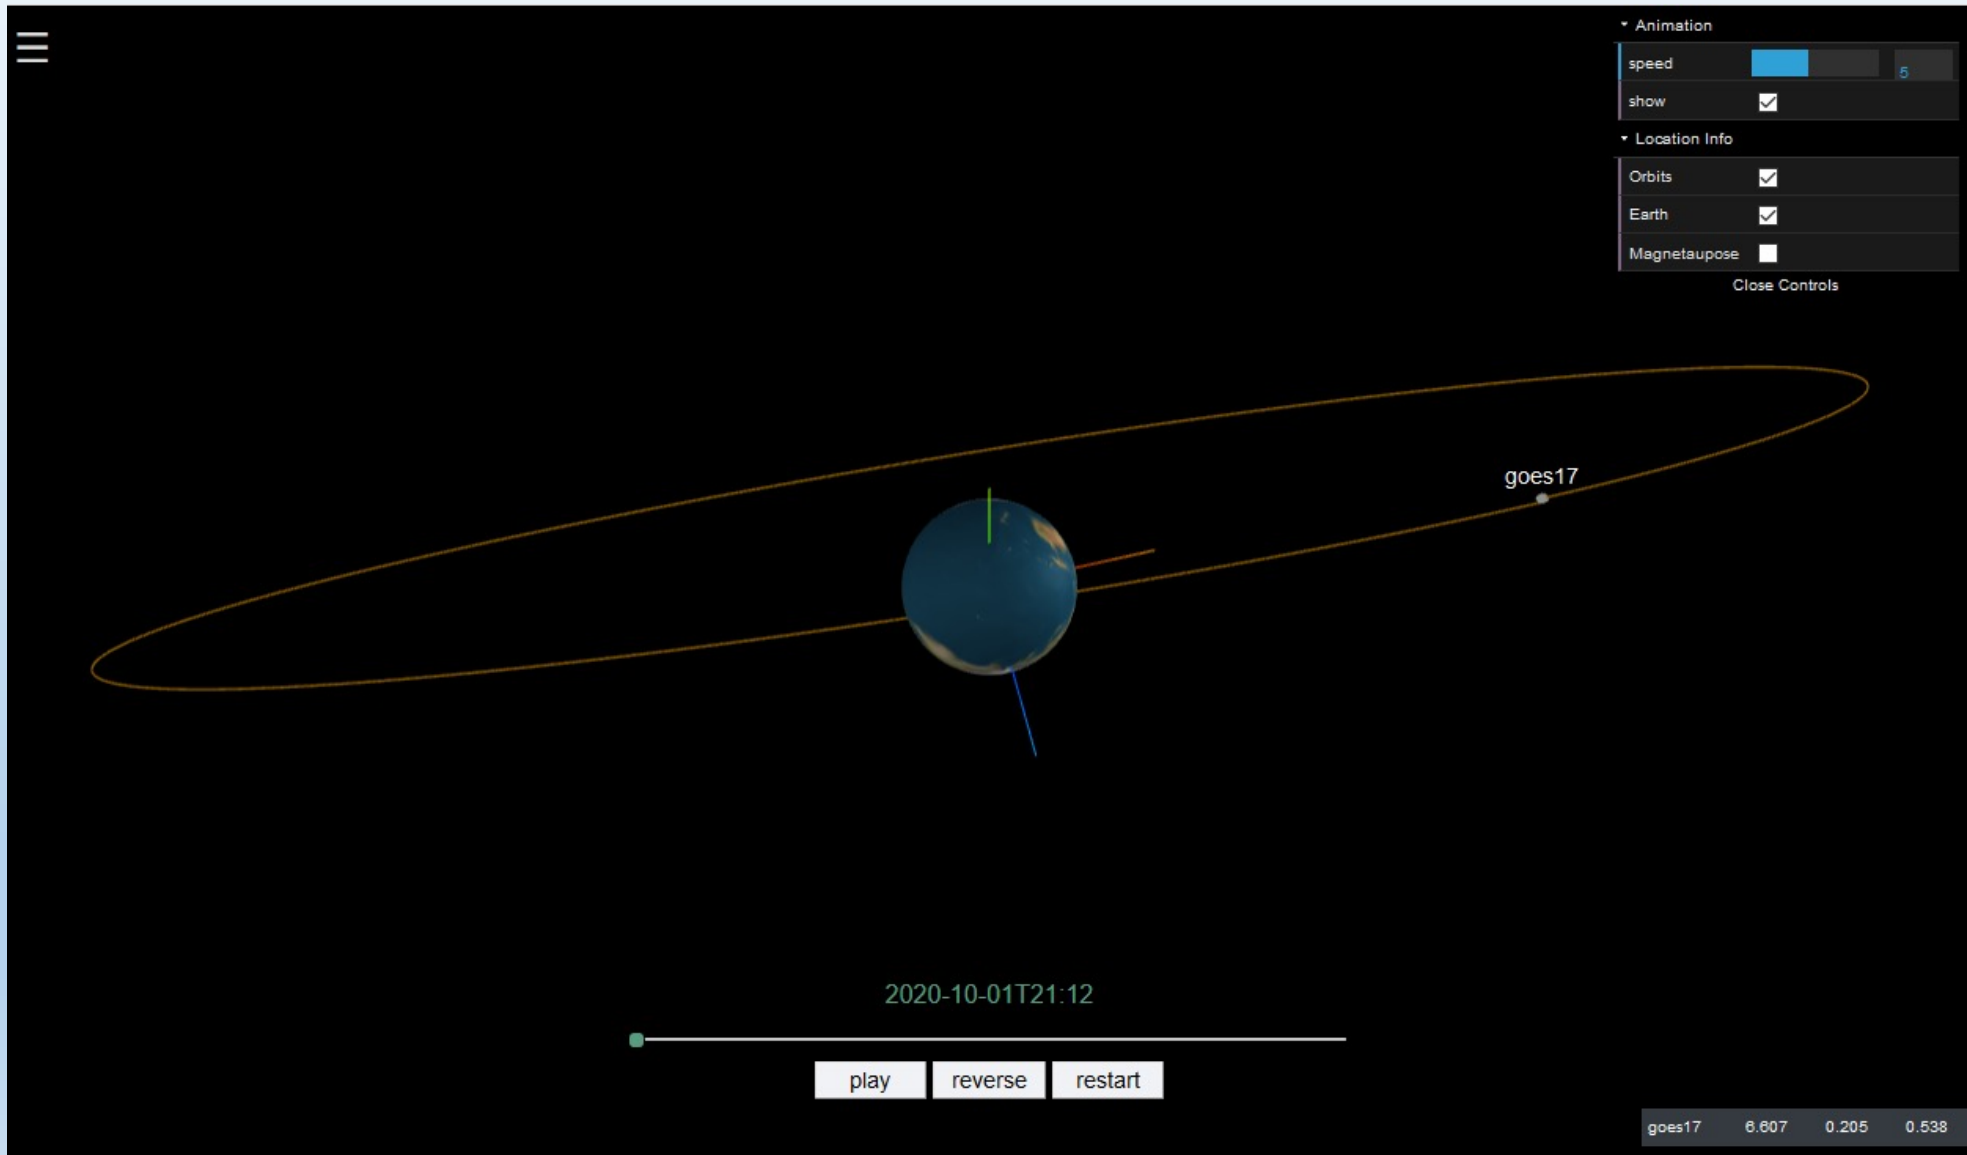 Animation
speed 5
show
Location Info
Orbits
Earth
Magnetaupose
Close Controls
goes17
2020-10-01T21:12
play reverse restart
goes17 6.607 0.205 0.538